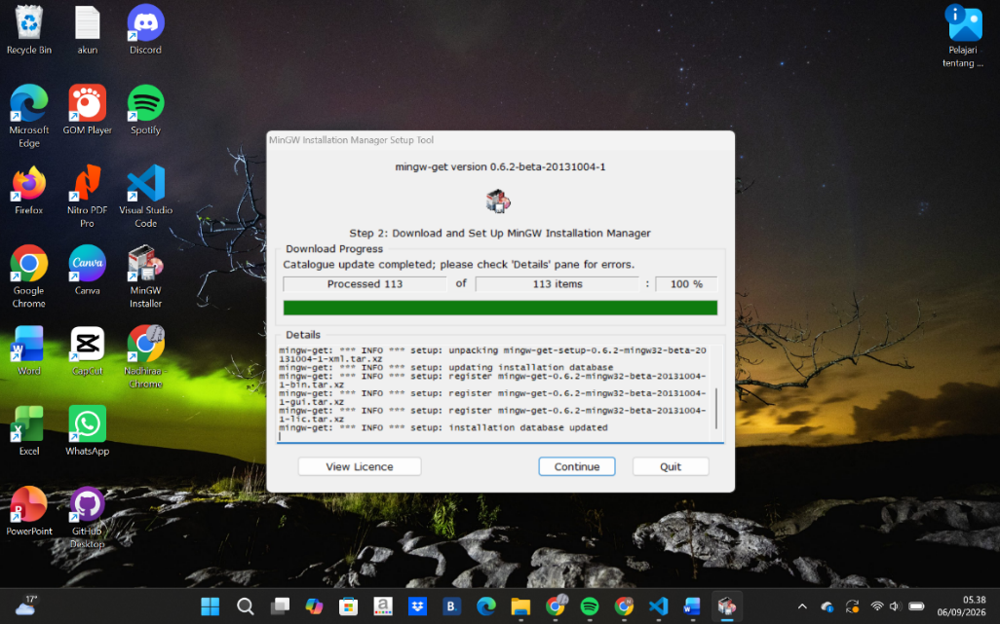 Recycle Bin
akun
Discord
Pelajari
tentang ...
Microsoft
Edge
GOM Player
Spotify
Firefox
Nitro PDF
Pro
Visual Studio
Code
Google
Chrome
Canva
Canva
MinGW
Installer
Word
CapCut
Nadhiraa -
Chrome
Excel
WhatsApp
PowerPoint
GitHub
Desktop
MinGW Installation Manager Setup Tool
mingw-get version 0.6.2-beta-20131004-1
Step 2: Download and Set Up MinGW Installation Manager
Download Progress
Catalogue update completed; please check 'Details' pane for errors.
Processed 113 of 113 items : 100 %
Details
mingw-get: *** INFO *** setup: unpacking mingw-get-setup-0.6.2-mingw32-beta-20
131004-1-xml.tar.xz
mingw-get: *** INFO *** setup: updating installation database
mingw-get: *** INFO *** setup: register mingw-get-0.6.2-mingw32-beta-20131004-
1-bin.tar.xz
mingw-get: *** INFO *** setup: register mingw-get-0.6.2-mingw32-beta-20131004-
1-gui.tar.xz
mingw-get: *** INFO *** setup: register mingw-get-0.6.2-mingw32-beta-20131004-
1-lic.tar.xz
mingw-get: *** INFO *** setup: installation database updated
View Licence
Continue
Quit
17°
a
B.
05.38
06/09/2026